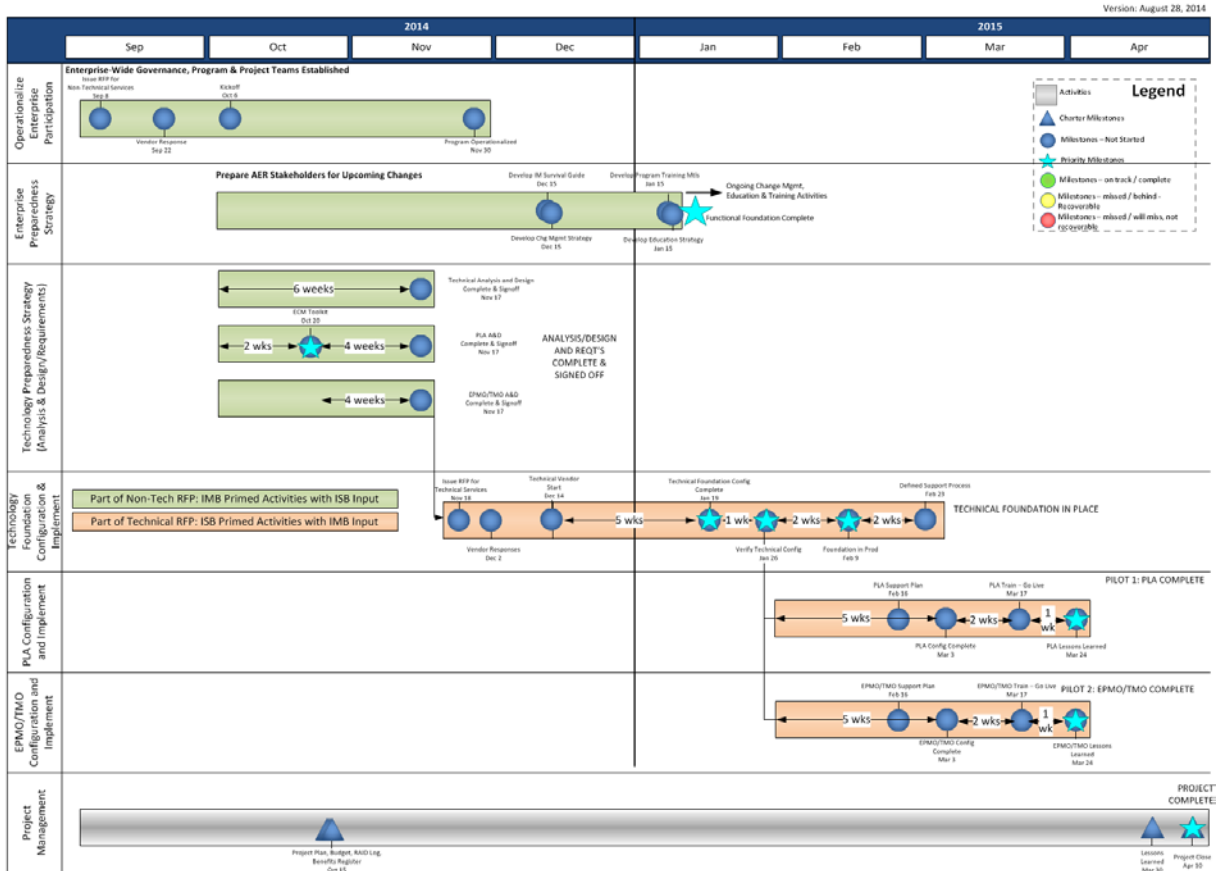 Version: August 28, 2014
2014
2015
Sep
Oct
Nov
Dec
Jan
Feb
Mar
Apr
Operationalize
Enterprise
Participation
Enterprise-Wide Governance, Program & Project Teams Established
Issue RFP for
Non-Technical Services
Sep 8
Kickoff
Oct 6
Vendor Response
Sep 22
Program Operationalized
Nov 30
Legend
Activities
Charter Milestones
Milestones – Not Started
Priority Milestones
Milestones – on track / complete
Milestones – missed / behind -
Recoverable
Milestones – missed / will miss, not
recoverable
Enterprise
Preparedness
Strategy
Prepare AER Stakeholders for Upcoming Changes
Develop IM Survival Guide
Dec 15
Develop Program Training Mtls
Jan 15
Ongoing Change Mgmt,
Education & Training Activities
Functional Foundation Complete
Develop Chg Mgmt Strategy
Dec 15
Develop Education Strategy
Jan 15
Technology Preparedness Strategy
(Analysis & Design/Requirements)
6 weeks
Technical Analysis and Design
Complete & Signoff
Nov 17
ECM Toolkit
Oct 20
2 wks
4 weeks
PLA A&D
Complete & Signoff
Nov 17
ANALYSIS/DESIGN
AND REQT'S
COMPLETE &
SIGNED OFF
4 weeks
EPMO/TMO A&D
Complete & Signoff
Nov 17
Technology
Foundation
Configuration &
Implement
Part of Non-Tech RFP: IMB Primed Activities with ISB Input
Part of Technical RFP: ISB Primed Activities with IMB Input
Issue RFP for
Technical Services
Nov 18
Technical Vendor
Start
Dec 14
Technical Foundation Config
Complete
Jan 19
Defined Support Process
Feb 23
5 wks
1 wk
2 wks
2 wks
TECHNICAL FOUNDATION IN PLACE
Vendor Responses
Dec 2
Verify Technical Config
Jan 26
Foundation in Prod
Feb 9
PLA Configuration
and Implement
PILOT 1: PLA COMPLETE
PLA Support Plan
Feb 16
PLA Train – Go Live
Mar 17
5 wks
2 wks
1
wk
PLA Config Complete
Mar 3
PLA Lessons Learned
Mar 24
EPMO/TMO
Configuration and
Implement
PILOT 2: EPMO/TMO COMPLETE
EPMO/TMO Support Plan
Feb 16
EPMO/TMO Train – Go Live
Mar 17
5 wks
2 wks
1
wk
EPMO/TMO Config
Complete
Mar 3
EPMO/TMO Lessons
Learned
Mar 24
Project
Management
PROJECT
COMPLETE
Project Plan, Budget, RAID Log,
Benefits Register
Oct 15
Lessons
Learned
Mar 30
Project Close
Apr 10